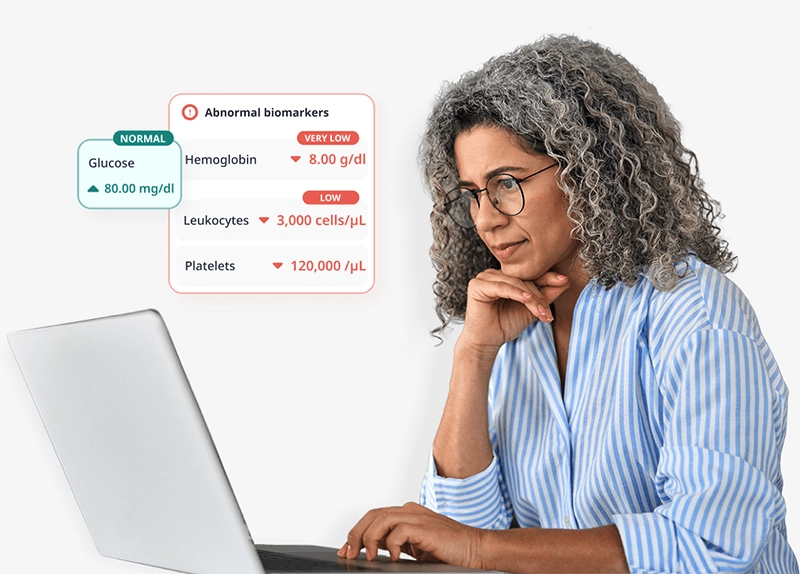 Abnormal biomarkers
NORMAL
Glucose
80.00 mg/dl
VERY LOW
Hemoglobin 8.00 g/dl
LOW
Leukocytes 3,000 cells/µL
Platelets 120,000 /µL